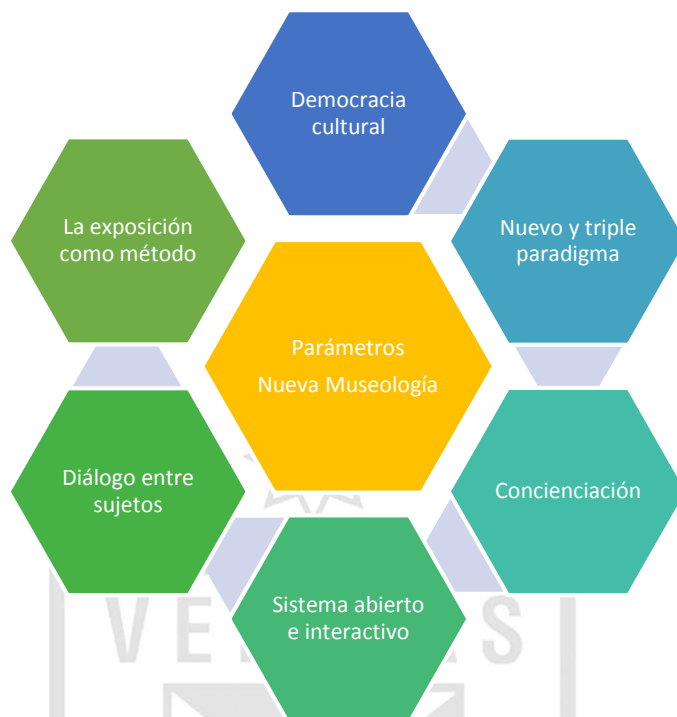 Democracia
cultural
Nuevo y triple
paradigma
Concienciación
Sistema abierto
e interactivo
Diálogo entre
sujetos
La exposición
como método
Parámetros
Nueva Museología